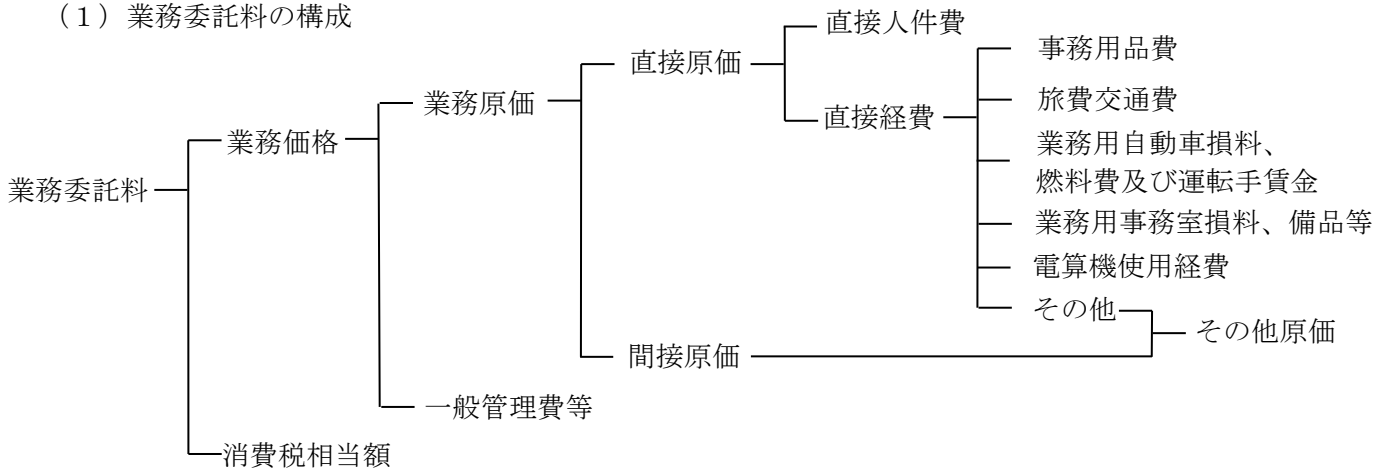 （１）業務委託料の構成
直接人件費
事務用品費
直接原価
業務原価
旅費交通費
直接経費
業務価格
業務用自動車損料、
燃料費及び運転手賃金
業務委託料
業務用事務室損料、備品等
電算機使用経費
その他
その他原価
間接原価
一般管理費等
消費税相当額